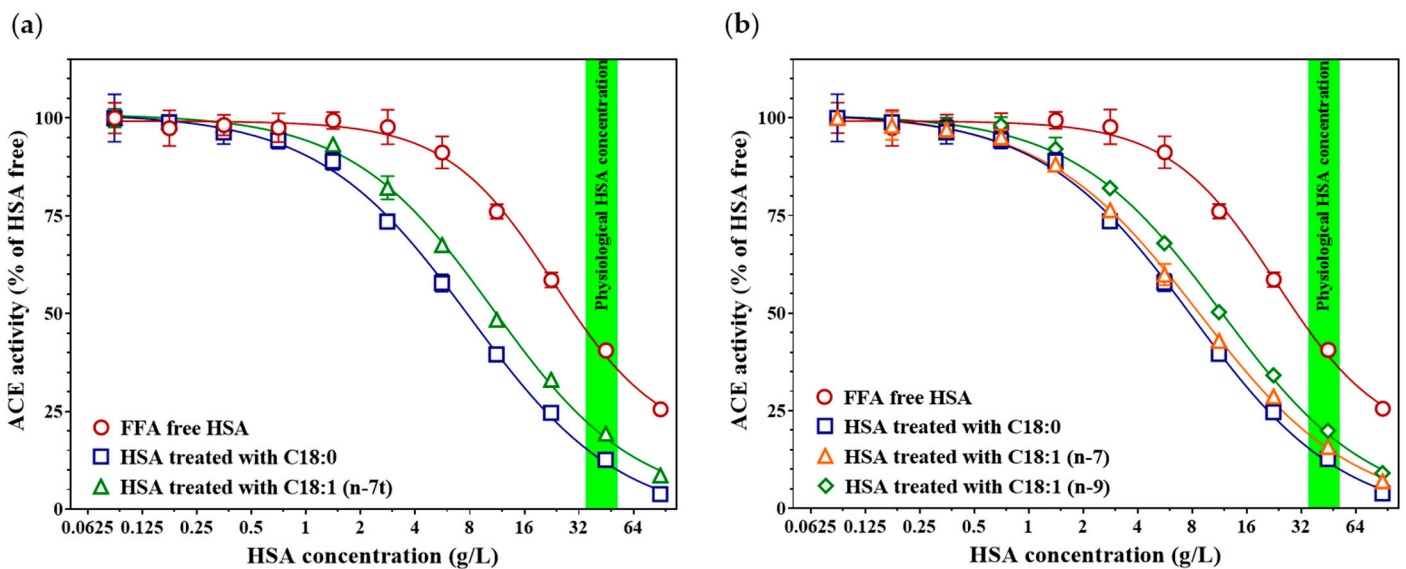 (a)
ACE activity (% of HSA free)
100
75
50
25
0
Physiological HSA concentration
FFA free HSA
HSA treated with C18:0
HSA treated with C18:1 (n-7t)
0.0625 0.125 0.25 0.5 1 2 4 8 16 32 64
HSA concentration (g/L)
(b)
ACE activity (% of HSA free)
100
75
50
25
0
Physiological HSA concentration
FFA free HSA
HSA treated with C18:0
HSA treated with C18:1 (n-7)
HSA treated with C18:1 (n-9)
0.0625 0.125 0.25 0.5 1 2 4 8 16 32 64
HSA concentration (g/L)